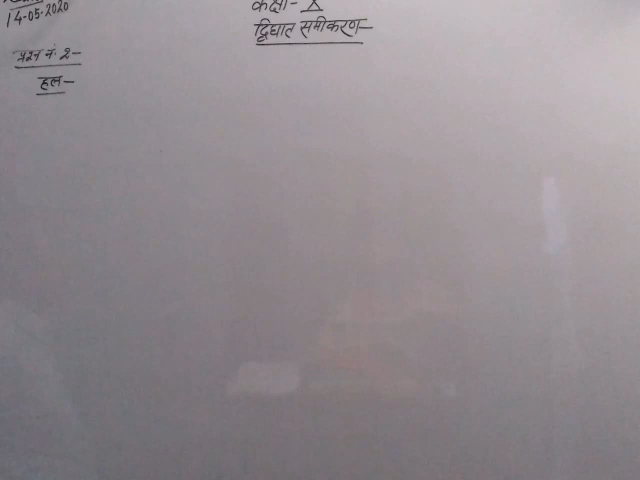 14-05-2020
कक्षा- X
द्विघात समीकरण-
प्रश्न नं. 2-
हल-